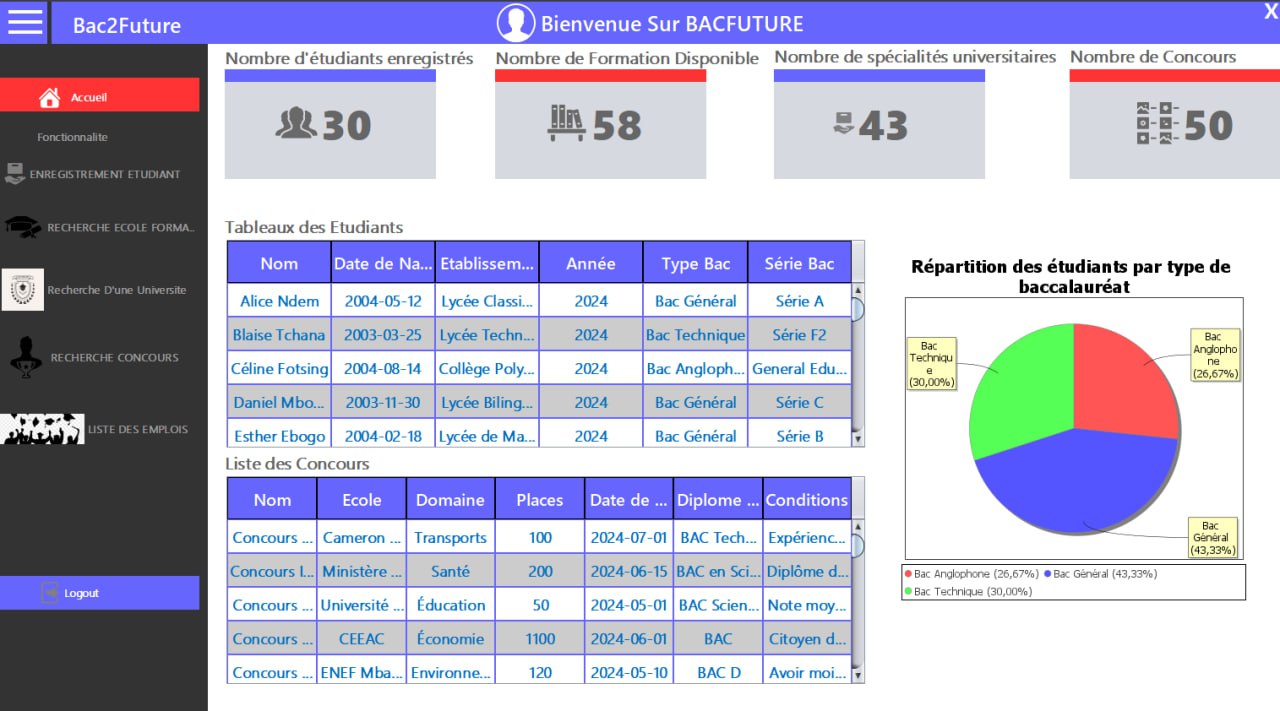 Bac2Future
Bienvenue Sur BACFUTURE
X
Accueil
Fonctionnalite
ENREGISTREMENT ETUDIANT
RECHERCHE ECOLE FORMA..
Recherche D'une Universite
RECHERCHE CONCOURS
LISTE DES EMPLOIS
Logout
Nombre d'étudiants enregistrés
30
Nombre de Formation Disponible
58
Nombre de spécialités universitaires
43
Nombre de Concours
50
Tableaux des Etudiants
Nom Date de Na... Etablissem... Année Type Bac Série Bac
Alice Ndem 2004-05-12 Lycée Classi... 2024 Bac Général Série A
Blaise Tchana 2003-03-25 Lycée Techn... 2024 Bac Technique Série F2
Céline Fotsing 2004-08-14 Collège Poly... 2024 Bac Angloph... General Edu...
Daniel Mbo... 2003-11-30 Lycée Biling... 2024 Bac Général Série C
Esther Ebogo 2004-02-18 Lycée de Ma... 2024 Bac Général Série B
Liste des Concours
Nom Ecole Domaine Places Date de ... Diplome ... Conditions
Concours ... Cameron ... Transports 100 2024-07-01 BAC Tech... Expérienc...
Concours I... Ministère ... Santé 200 2024-06-15 BAC en Sci... Diplôme d...
Concours ... Université ... Éducation 50 2024-05-01 BAC Scien... Note moy...
Concours ... CEEAC Économie 1100 2024-06-01 BAC Citoyen d...
Concours ... ENEF Mba... Environne... 120 2024-05-10 BAC D Avoir moi...
Répartition des étudiants par type de
baccalauréat
Bac
Techniqu
e
(30,00%)
Bac
Anglopho
ne
(26,67%)
Bac
Général
(43,33%)
Bac Anglophone (26,67%) Bac Général (43,33%)
Bac Technique (30,00%)